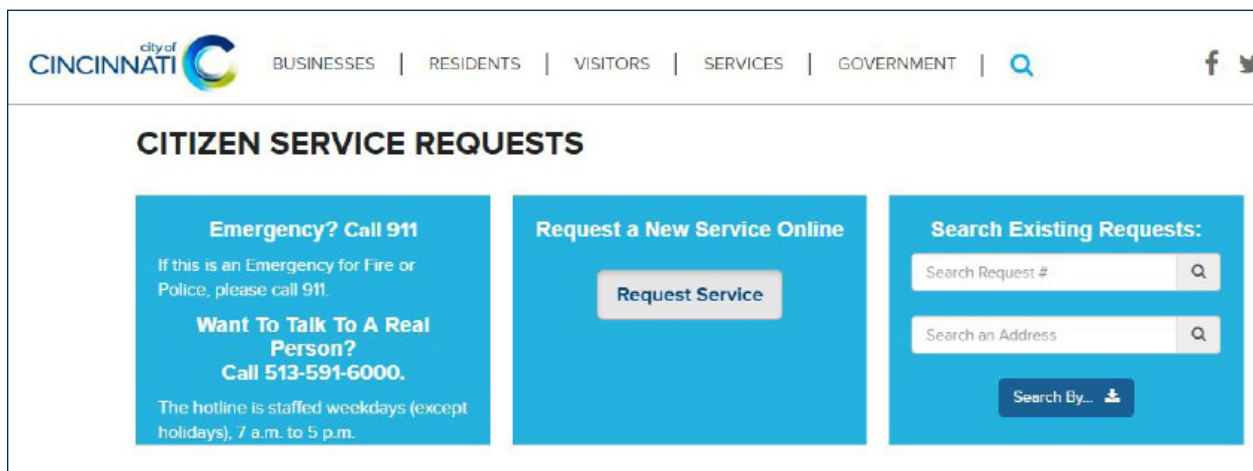 city of
CINCINNATI
BUSINESSES | RESIDENTS | VISITORS | SERVICES | GOVERNMENT |
CITIZEN SERVICE REQUESTS
Emergency? Call 911
If this is an Emergency for Fire or
Police, please call 911.
Want To Talk To A Real
Person?
Call 513-591-6000.
The hotline is staffed weekdays (except
holidays), 7 a.m. to 5 p.m.
Request a New Service Online
Request Service
Search Existing Requests:
Search Request #
Search an Address
Search By...